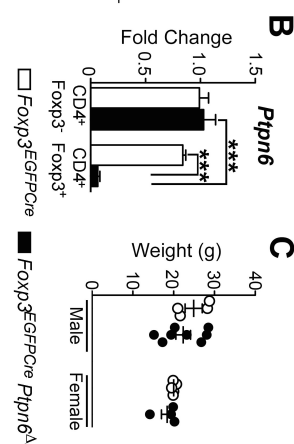 B
Ptpn6
Fold Change
1.5
1.0
0.5
0
***
***
CD4+
Foxp3-
CD4+
Foxp3+
C
Weight (g)
40
30
20
10
0
Male
Female
Foxp3EGFPCre
Foxp3EGFPCre Ptpn6Δ